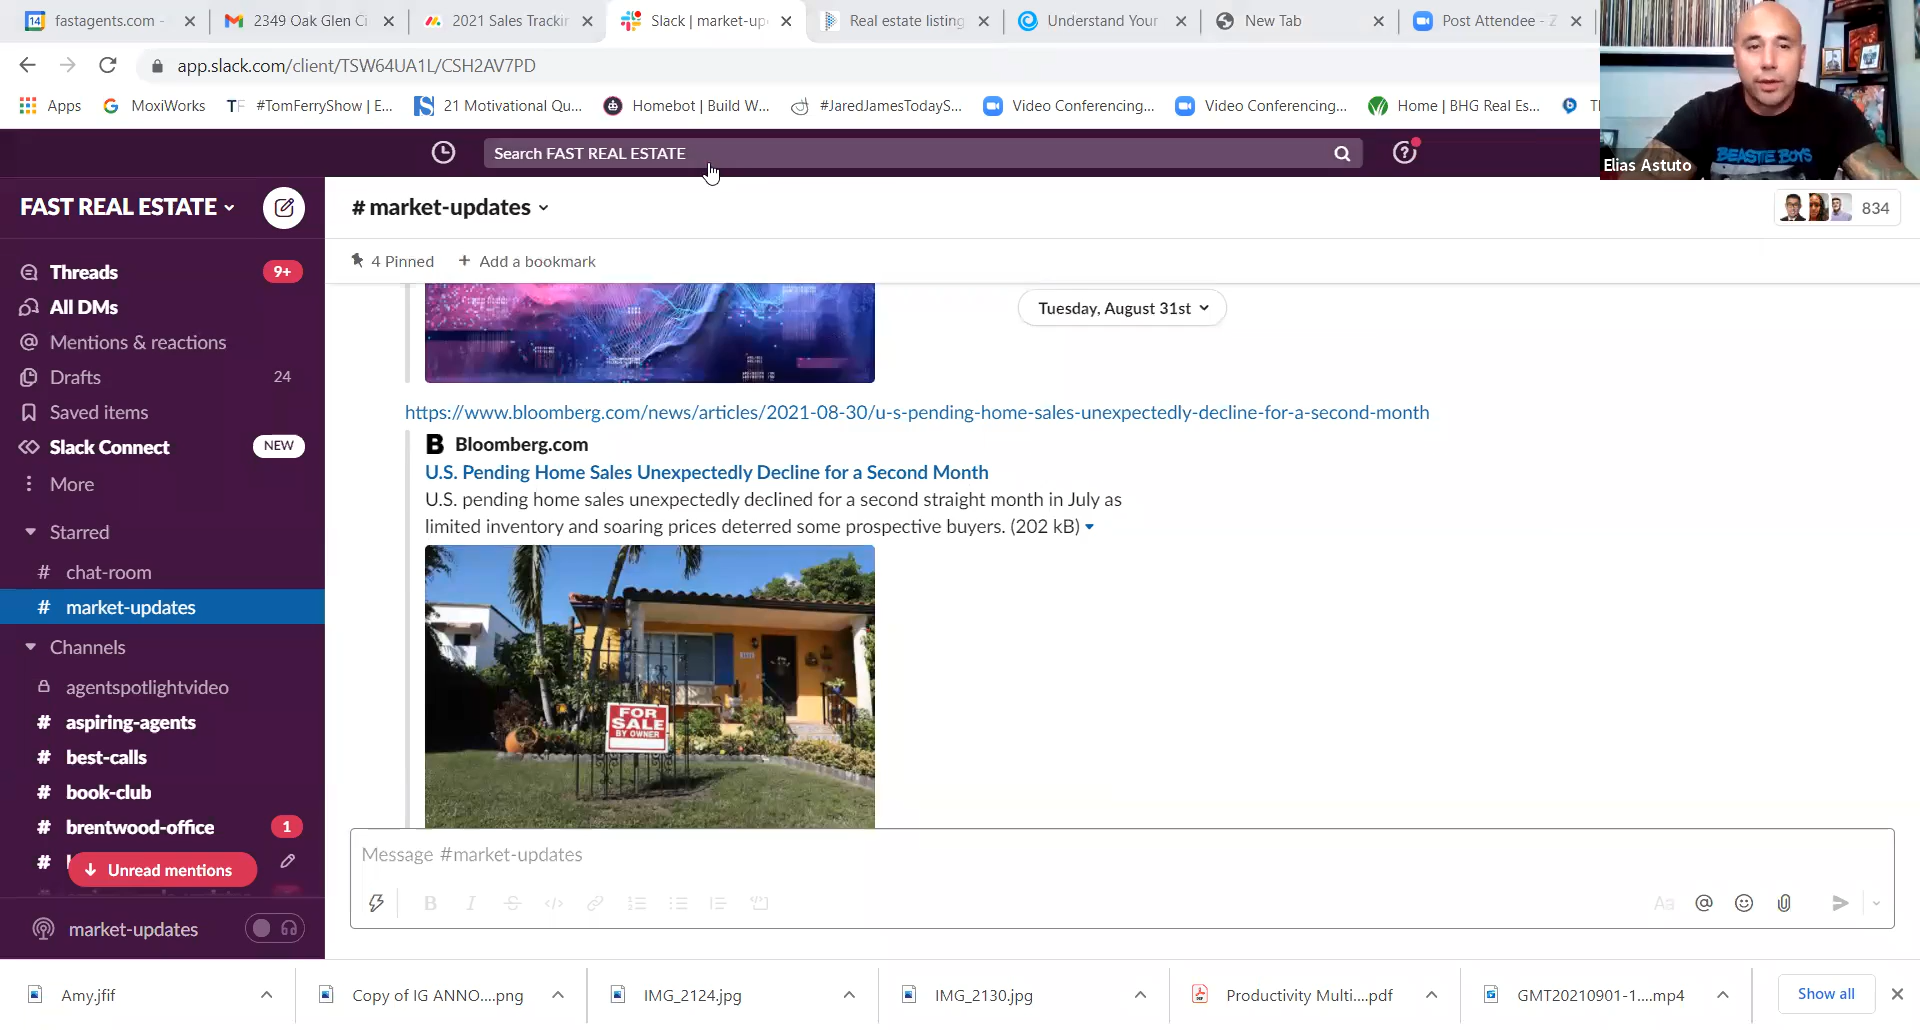 14 fastagents.com -
2349 Oak Glen Ci
2021 Sales Trackin
Slack | market-up
Real estate listing
Understand Your
New Tab
Post Attendee - Z
app.slack.com/client/TSW64UA1L/CSH2AV7PD
Apps
MoxiWorks
TF #TomFerryShow | E...
21 Motivational Qu...
Homebot | Build W...
#JaredJamesTodayS...
Video Conferencing...
Video Conferencing...
Home | BHG Real Es...
BEASTIE BOYS
Elias Astuto
Search FAST REAL ESTATE
FAST REAL ESTATE
Threads 9+
All DMs
Mentions & reactions
Drafts 24
Saved items
Slack Connect NEW
More
Starred
# chat-room
# market-updates
Channels
agentspotlightvideo
# aspiring-agents
# best-calls
# book-club
# brentwood-office 1
#
Unread mentions
market-updates
# market-updates
834
4 Pinned + Add a bookmark
Tuesday, August 31st
https://www.bloomberg.com/news/articles/2021-08-30/u-s-pending-home-sales-unexpectedly-decline-for-a-second-month
B Bloomberg.com
U.S. Pending Home Sales Unexpectedly Decline for a Second Month
U.S. pending home sales unexpectedly declined for a second straight month in July as
limited inventory and soaring prices deterred some prospective buyers. (202 kB)
FOR
SALE
BY OWNER
Message #market-updates
B I S </> Aa @
Amy.jfif
Copy of IG ANNO....png
IMG_2124.jpg
IMG_2130.jpg
Productivity Multi....pdf
GMT20210901-1....mp4
Show all